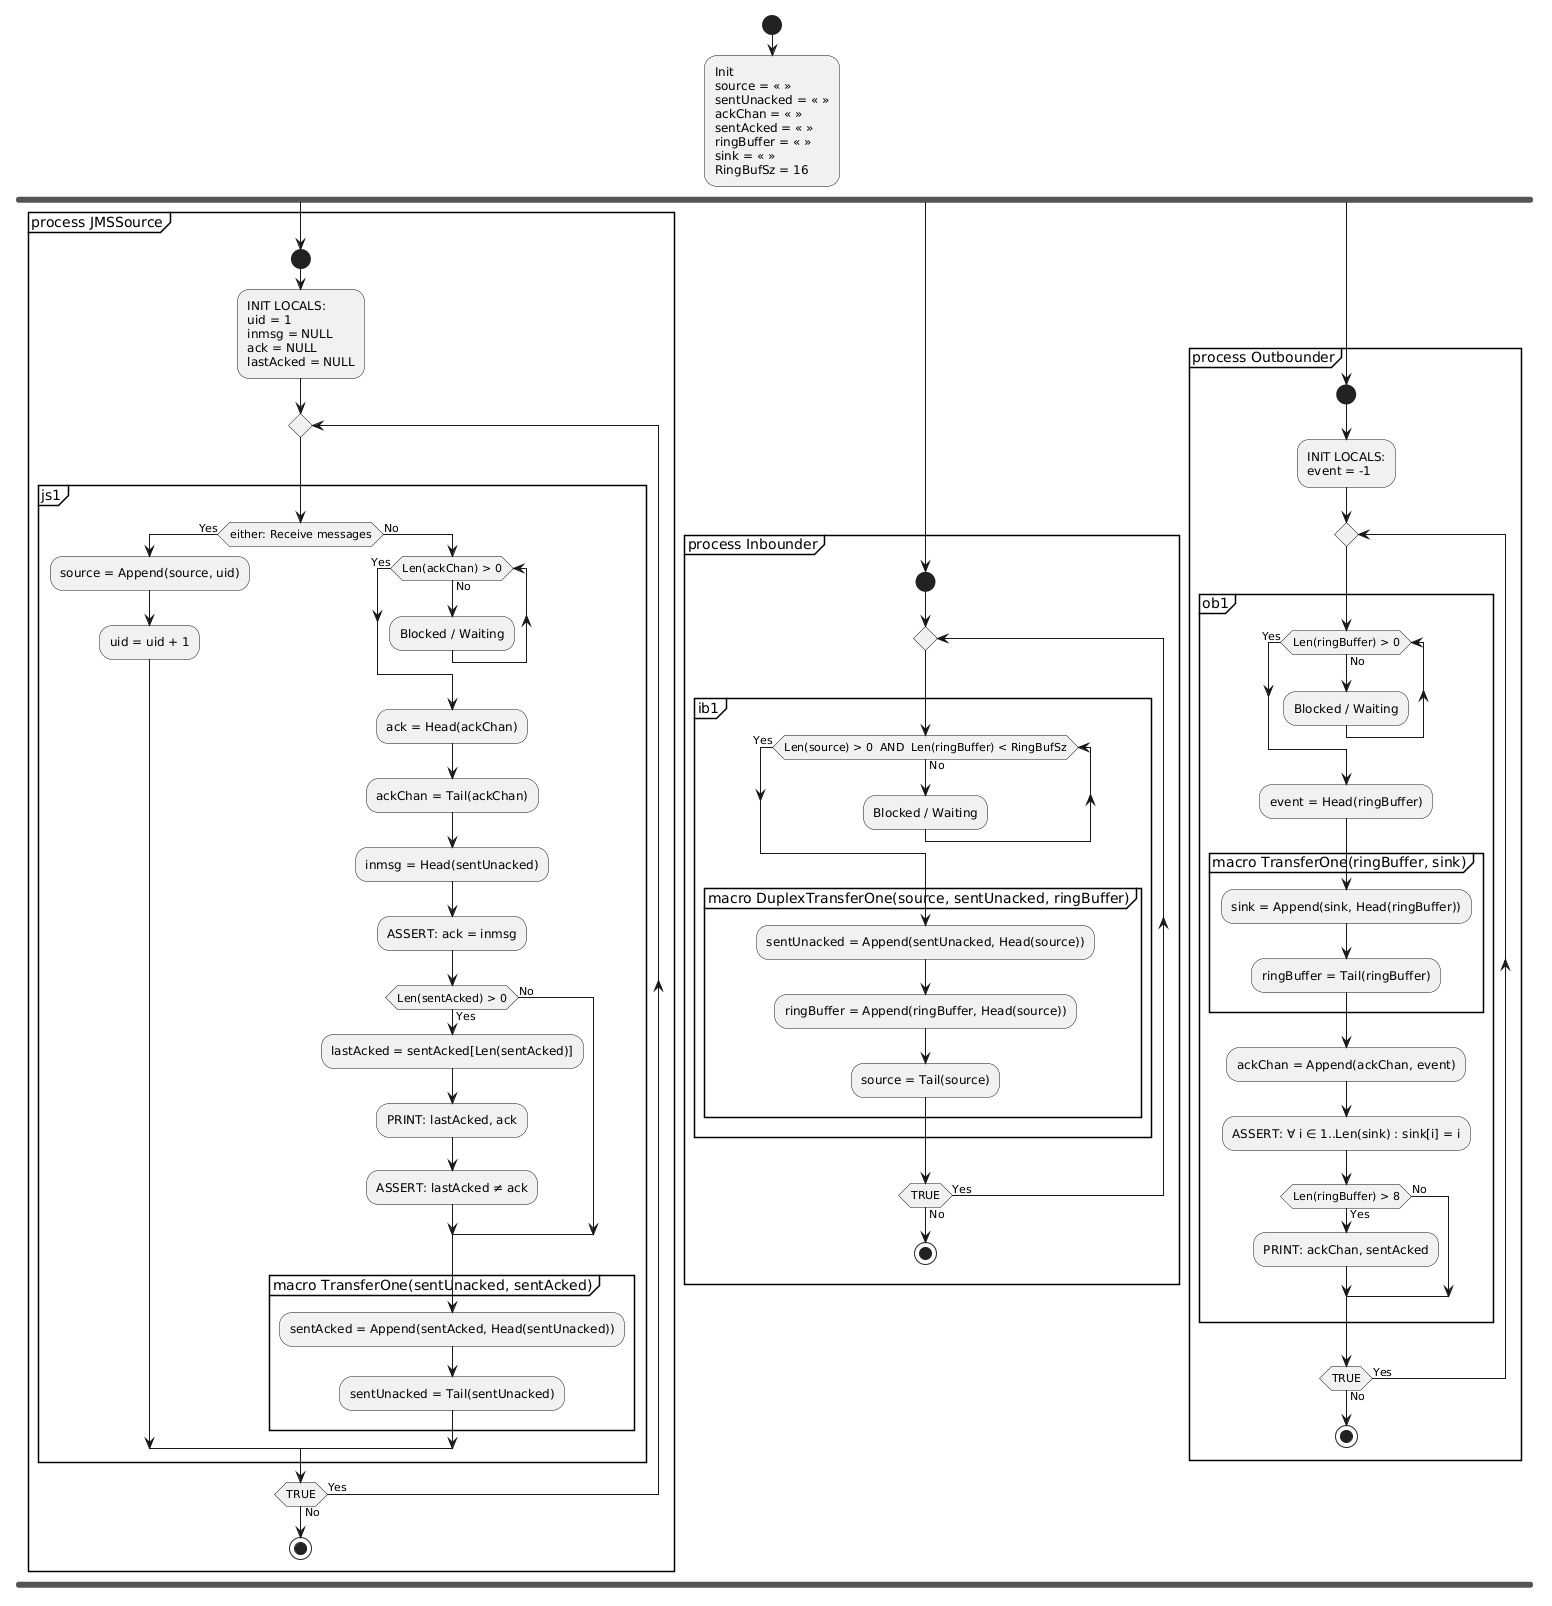 Init
source = « »
sentUnacked = « »
ackChan = « »
sentAcked = « »
ringBuffer = « »
sink = « »
RingBufSz = 16
process JMSSource
INIT LOCALS:
uid = 1
inmsg = NULL
ack = NULL
lastAcked = NULL
js1
either: Receive messages
Yes
No
source = Append(source, uid)
uid = uid + 1
Len(ackChan) > 0
Yes
No
Blocked / Waiting
ack = Head(ackChan)
ackChan = Tail(ackChan)
inmsg = Head(sentUnacked)
ASSERT: ack = inmsg
Len(sentAcked) > 0
No
Yes
lastAcked = sentAcked[Len(sentAcked)]
PRINT: lastAcked, ack
ASSERT: lastAcked ≠ ack
macro TransferOne(sentUnacked, sentAcked)
sentAcked = Append(sentAcked, Head(sentUnacked))
sentUnacked = Tail(sentUnacked)
TRUE
Yes
No
process Inbounder
ib1
Yes
Len(source) > 0 AND Len(ringBuffer) < RingBufSz
No
Blocked / Waiting
macro DuplexTransferOne(source, sentUnacked, ringBuffer)
sentUnacked = Append(sentUnacked, Head(source))
ringBuffer = Append(ringBuffer, Head(source))
source = Tail(source)
TRUE
Yes
No
process Outbounder
INIT LOCALS:
event = -1
ob1
Yes
Len(ringBuffer) > 0
No
Blocked / Waiting
event = Head(ringBuffer)
macro TransferOne(ringBuffer, sink)
sink = Append(sink, Head(ringBuffer))
ringBuffer = Tail(ringBuffer)
ackChan = Append(ackChan, event)
ASSERT: ∀ i ∈ 1..Len(sink) : sink[i] = i
Len(ringBuffer) > 8
No
Yes
PRINT: ackChan, sentAcked
TRUE
Yes
No